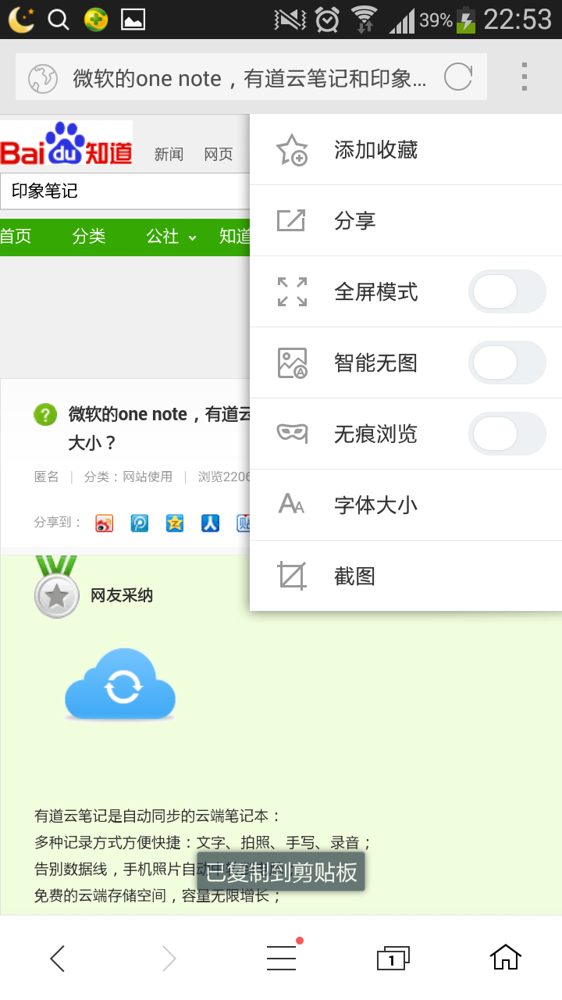 39% 22:53
微软的one note，有道云笔记和印象...
Bai du 知道 新闻 网页
印象笔记
首页 分类 公社 知道
添加收藏
分享
全屏模式
智能无图
无痕浏览
字体大小
截图
微软的one note，有道云
大小？
匿名 | 分类：网站使用 | 浏览2206
分享到：
网友采纳
有道云笔记是自动同步的云端笔记本：
多种记录方式方便快捷：文字、拍照、手写、录音；
告别数据线，手机照片自动
已复制到剪贴板
免费的云端存储空间，容量无限增长；
1